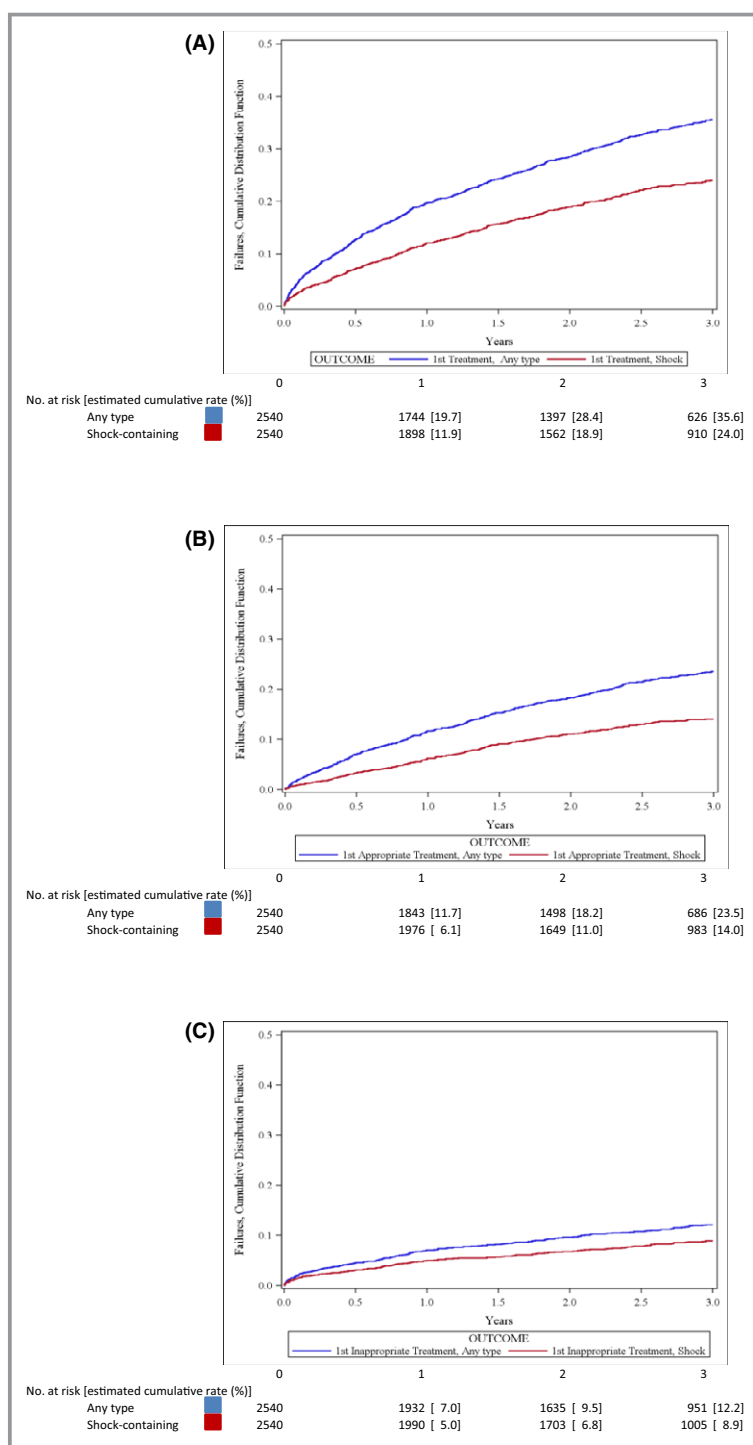 (A)
Failures, Cumulative Distribution Function
0.5
0.4
0.3
0.2
0.1
0.0
0.0 0.5 1.0 1.5 2.0 2.5 3.0
Years
OUTCOME 1st Treatment, Any type 1st Treatment, Shock
0 1 2 3
No. at risk [estimated cumulative rate (%)]
Any type 2540 1744 [19.7] 1397 [28.4] 626 [35.6]
Shock-containing 2540 1898 [11.9] 1562 [18.9] 910 [24.0]
(B)
Failures, Cumulative Distribution Function
0.5
0.4
0.3
0.2
0.1
0.0
0.0 0.5 1.0 1.5 2.0 2.5 3.0
Years
OUTCOME
1st Appropriate Treatment, Any type 1st Appropriate Treatment, Shock
0 1 2 3
No. at risk [estimated cumulative rate (%)]
Any type 2540 1843 [11.7] 1498 [18.2] 686 [23.5]
Shock-containing 2540 1976 [ 6.1] 1649 [11.0] 983 [14.0]
(C)
Failures, Cumulative Distribution Function
0.5
0.4
0.3
0.2
0.1
0.0
0.0 0.5 1.0 1.5 2.0 2.5 3.0
Years
OUTCOME
1st Inappropriate Treatment, Any type 1st Inappropriate Treatment, Shock
0 1 2 3
No. at risk [estimated cumulative rate (%)]
Any type 2540 1932 [ 7.0] 1635 [ 9.5] 951 [12.2]
Shock-containing 2540 1990 [ 5.0] 1703 [ 6.8] 1005 [ 8.9]